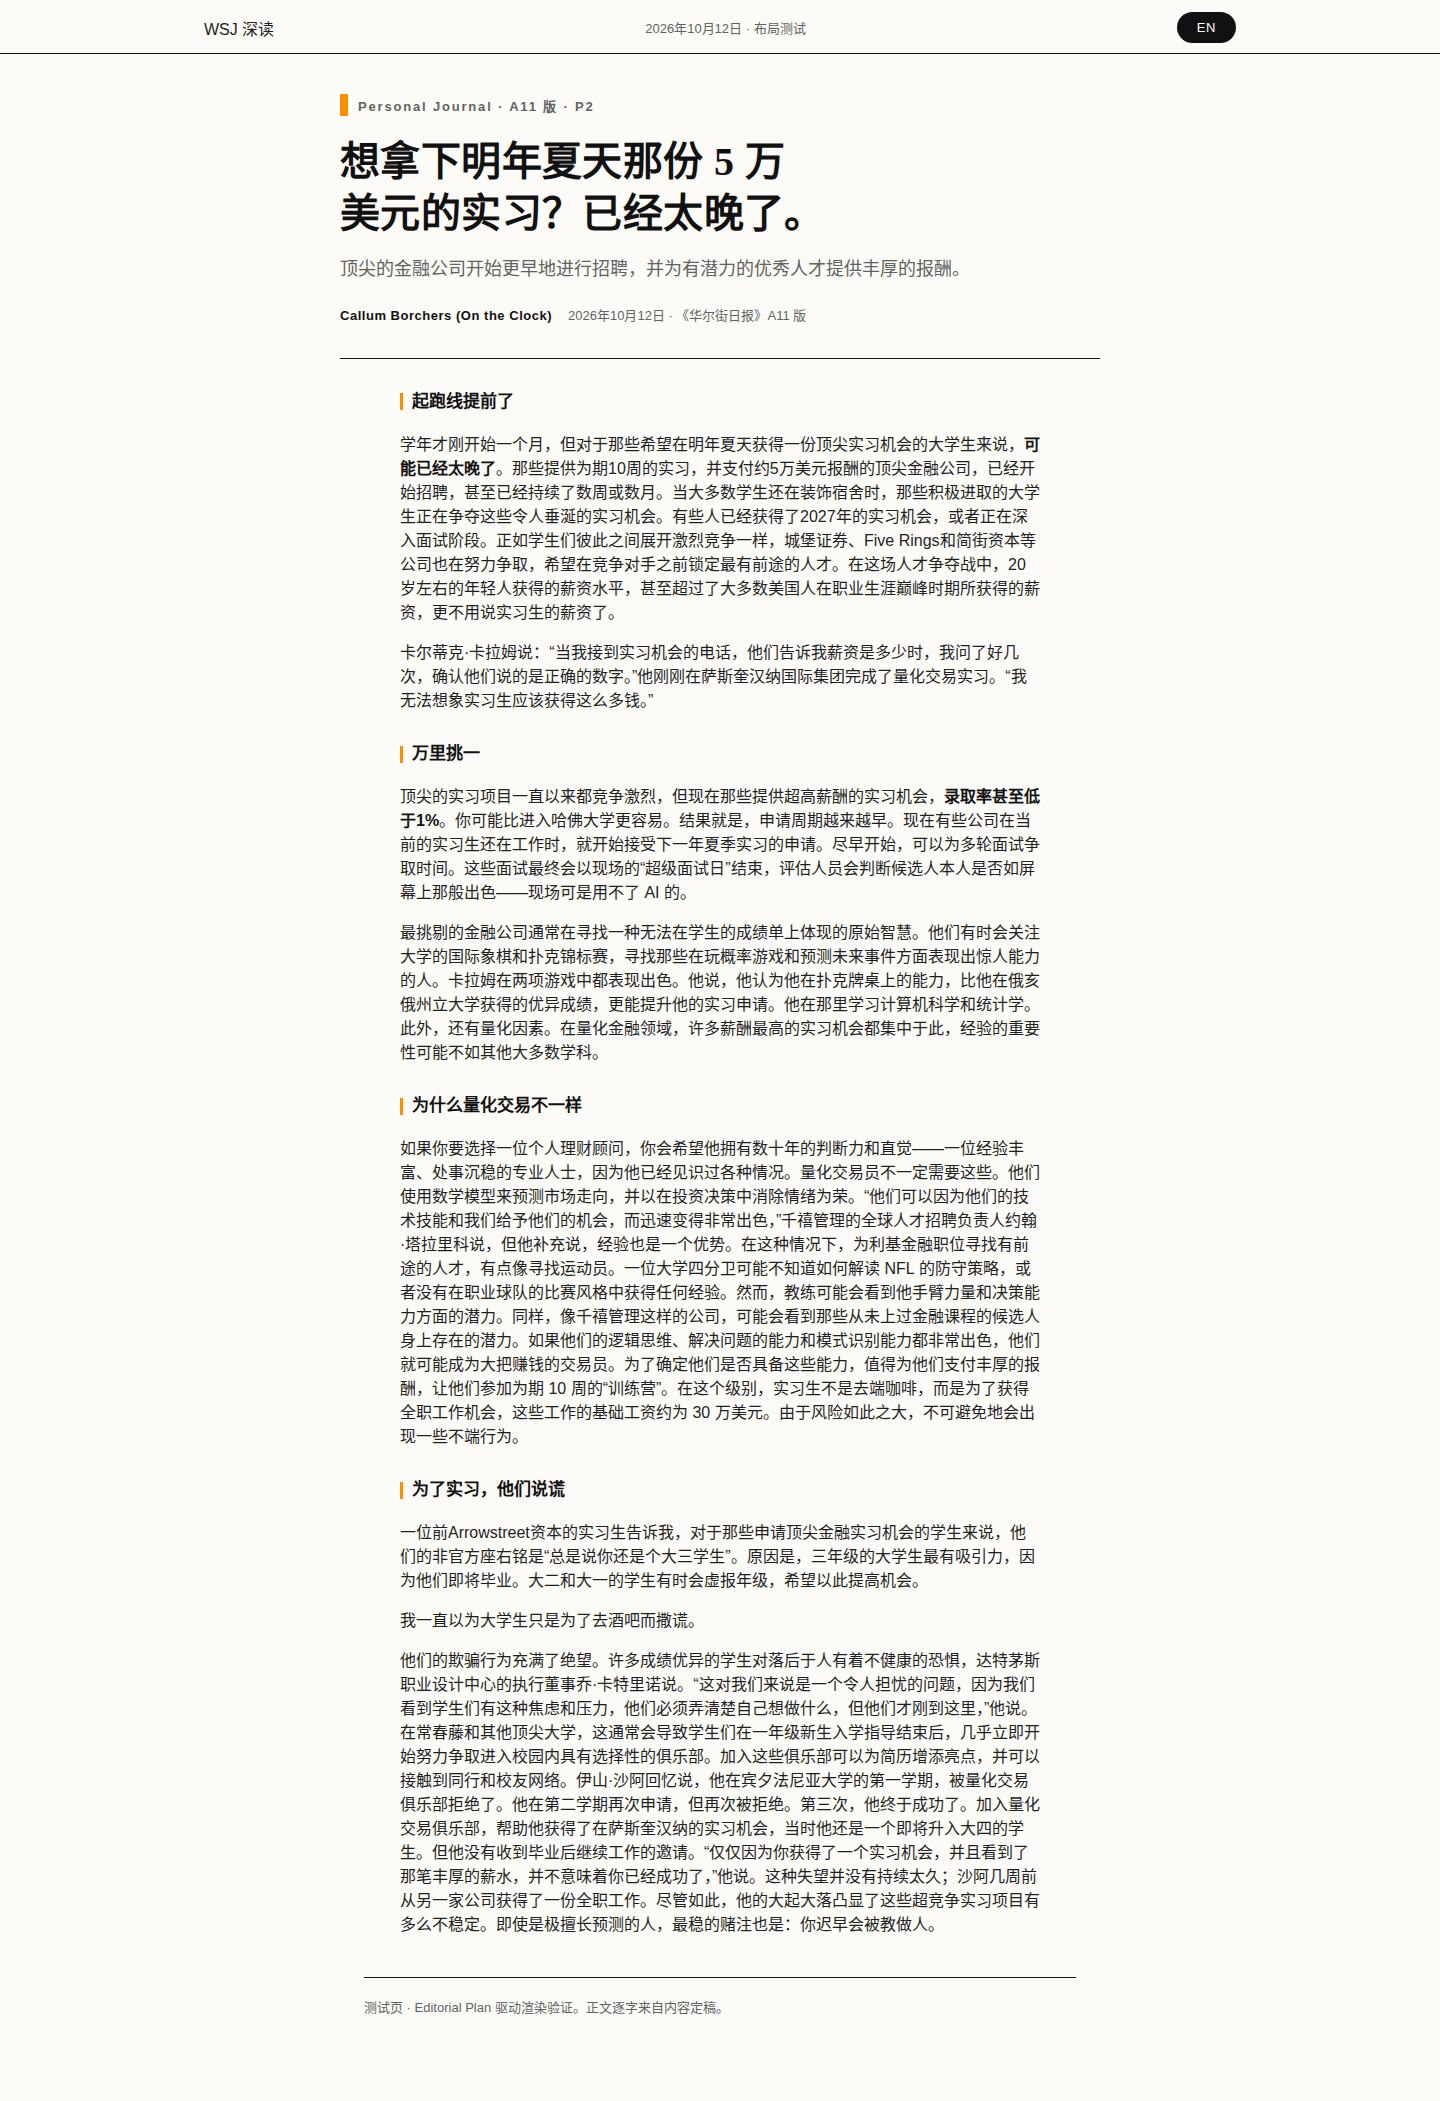 WSJ 深读
2026年10月12日 · 布局测试
EN
Personal Journal · A11 版 · P2
想拿下明年夏天那份 5 万
美元的实习？已经太晚了。
顶尖的金融公司开始更早地进行招聘，并为有潜力的优秀人才提供丰厚的报酬。
Callum Borchers (On the Clock) 2026年10月12日 · 《华尔街日报》A11 版
起跑线提前了
学年才刚开始一个月，但对于那些希望在明年夏天获得一份顶尖实习机会的大学生来说，可
能已经太晚了。那些提供为期10周的实习，并支付约5万美元报酬的顶尖金融公司，已经开
始招聘，甚至已经持续了数周或数月。当大多数学生还在装饰宿舍时，那些积极进取的大学
生正在争夺这些令人垂涎的实习机会。有些人已经获得了2027年的实习机会，或者正在深
入面试阶段。正如学生们彼此之间展开激烈竞争一样，城堡证券、Five Rings和简街资本等
公司也在努力争取，希望在竞争对手之前锁定最有前途的人才。在这场人才争夺战中，20
岁左右的年轻人获得的薪资水平，甚至超过了大多数美国人在职业生涯巅峰时期所获得的薪
资，更不用说实习生的薪资了。
卡尔蒂克·卡拉姆说：“当我接到实习机会的电话，他们告诉我薪资是多少时，我问了好几
次，确认他们说的是正确的数字。”他刚刚在萨斯奎汉纳国际集团完成了量化交易实习。“我
无法想象实习生应该获得这么多钱。”
万里挑一
顶尖的实习项目一直以来都竞争激烈，但现在那些提供超高薪酬的实习机会，录取率甚至低
于1%。你可能比进入哈佛大学更容易。结果就是，申请周期越来越早。现在有些公司在当
前的实习生还在工作时，就开始接受下一年夏季实习的申请。尽早开始，可以为多轮面试争
取时间。这些面试最终会以现场的“超级面试日”结束，评估人员会判断候选人本人是否如屏
幕上那般出色——现场可是用不了 AI 的。
最挑剔的金融公司通常在寻找一种无法在学生的成绩单上体现的原始智慧。他们有时会关注
大学的国际象棋和扑克锦标赛，寻找那些在玩概率游戏和预测未来事件方面表现出惊人能力
的人。卡拉姆在两项游戏中都表现出色。他说，他认为他在扑克牌桌上的能力，比他在俄亥
俄州立大学获得的优异成绩，更能提升他的实习申请。他在那里学习计算机科学和统计学。
此外，还有量化因素。在量化金融领域，许多薪酬最高的实习机会都集中于此，经验的重要
性可能不如其他大多数学科。
为什么量化交易不一样
如果你要选择一位个人理财顾问，你会希望他拥有数十年的判断力和直觉——一位经验丰
富、处事沉稳的专业人士，因为他已经见识过各种情况。量化交易员不一定需要这些。他们
使用数学模型来预测市场走向，并以在投资决策中消除情绪为荣。“他们可以因为他们的技
术技能和我们给予他们的机会，而迅速变得非常出色，”千禧管理的全球人才招聘负责人约翰
·塔拉里科说，但他补充说，经验也是一个优势。在这种情况下，为利基金融职位寻找有前
途的人才，有点像寻找运动员。一位大学四分卫可能不知道如何解读 NFL 的防守策略，或
者没有在职业球队的比赛风格中获得任何经验。然而，教练可能会看到他手臂力量和决策能
力方面的潜力。同样，像千禧管理这样的公司，可能会看到那些从未上过金融课程的候选人
身上存在的潜力。如果他们的逻辑思维、解决问题的能力和模式识别能力都非常出色，他们
就可能成为大把赚钱的交易员。为了确定他们是否具备这些能力，值得为他们支付丰厚的报
酬，让他们参加为期 10 周的“训练营”。在这个级别，实习生不是去端咖啡，而是为了获得
全职工作机会，这些工作的基础工资约为 30 万美元。由于风险如此之大，不可避免地会出
现一些不端行为。
为了实习，他们说谎
一位前Arrowstreet资本的实习生告诉我，对于那些申请顶尖金融实习机会的学生来说，他
们的非官方座右铭是“总是说你还是个大三学生”。原因是，三年级的大学生最有吸引力，因
为他们即将毕业。大二和大一的学生有时会虚报年级，希望以此提高机会。
我一直以为大学生只是为了去酒吧而撒谎。
他们的欺骗行为充满了绝望。许多成绩优异的学生对落后于人有着不健康的恐惧，达特茅斯
职业设计中心的执行董事乔·卡特里诺说。“这对我们来说是一个令人担忧的问题，因为我们
看到学生们有这种焦虑和压力，他们必须弄清楚自己想做什么，但他们才刚到这里，”他说。
在常春藤和其他顶尖大学，这通常会导致学生们在一年级新生入学指导结束后，几乎立即开
始努力争取进入校园内具有选择性的俱乐部。加入这些俱乐部可以为简历增添亮点，并可以
接触到同行和校友网络。伊山·沙阿回忆说，他在宾夕法尼亚大学的第一学期，被量化交易
俱乐部拒绝了。他在第二学期再次申请，但再次被拒绝。第三次，他终于成功了。加入量化
交易俱乐部，帮助他获得了在萨斯奎汉纳的实习机会，当时他还是一个即将升入大四的学
生。但他没有收到毕业后继续工作的邀请。“仅仅因为你获得了一个实习机会，并且看到了
那笔丰厚的薪水，并不意味着你已经成功了，”他说。这种失望并没有持续太久；沙阿几周前
从另一家公司获得了一份全职工作。尽管如此，他的大起大落凸显了这些超竞争实习项目有
多么不稳定。即使是极擅长预测的人，最稳的赌注也是：你迟早会被教做人。
测试页 · Editorial Plan 驱动渲染验证。正文逐字来自内容定稿。